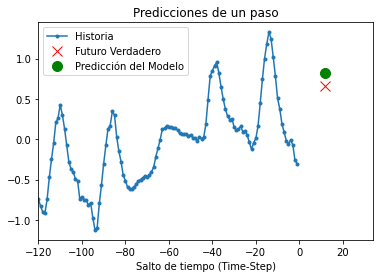 Predicciones de un paso
Historia
Futuro Verdadero
Predicción del Modelo
1.0
0.5
0.0
−0.5
−1.0
−120 −100 −80 −60 −40 −20 0 20
Salto de tiempo (Time-Step)